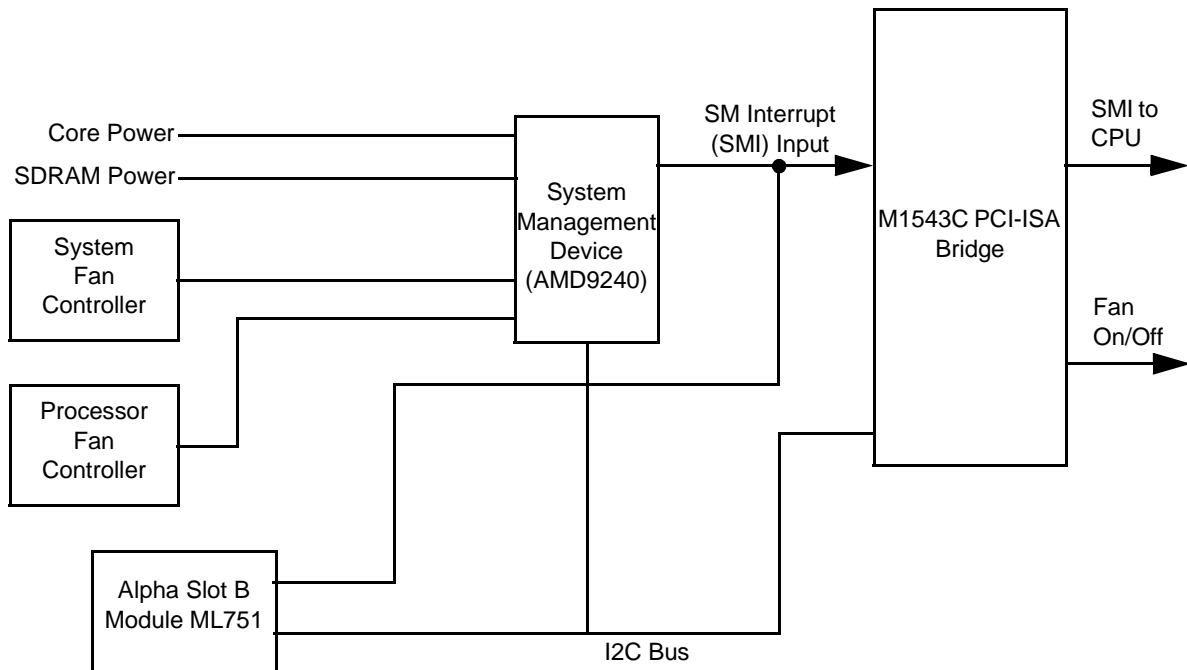 Core Power
SDRAM Power
System
Fan
Controller
Processor
Fan
Controller
Alpha Slot B
Module ML751
System
Management
Device
(AMD9240)
SM Interrupt
(SMI) Input
M1543C PCI-ISA
Bridge
SMI to
CPU
Fan
On/Off
I2C Bus